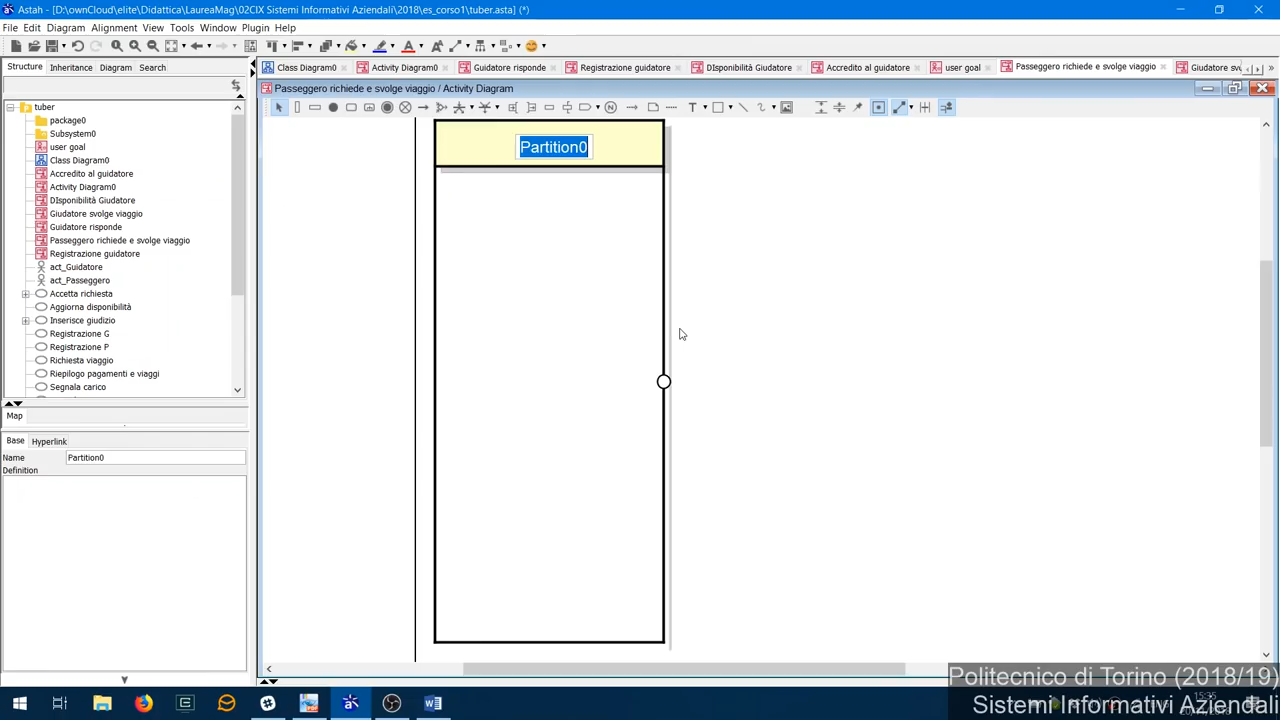 Astah - [D:\ownCloud\elite\Didattica\LaureaMag\02CIX Sistemi Informativi Aziendali\2018\es_corso1\tuber.asta] (*)
File Edit Diagram Alignment View Tools Window Plugin Help
Structure Inheritance Diagram Search
Class Diagram0 Activity Diagram0 Guidatore risponde Registrazione guidatore DIsponibilità Giudatore Accredito al guidatore user goal Passeggero richiede e svolge viaggio Giudatore sv
Passeggero richiede e svolge viaggio / Activity Diagram
tuber
package0
Subsystem0
user goal
Class Diagram0
Accredito al guidatore
Activity Diagram0
DIsponibilità Giudatore
Giudatore svolge viaggio
Guidatore risponde
Passeggero richiede e svolge viaggio
Registrazione guidatore
act_Guidatore
act_Passeggero
Accetta richiesta
Aggiorna disponibilità
Inserisce giudizio
Registrazione G
Registrazione P
Richiesta viaggio
Riepilogo pagamenti e viaggi
Segnala carico
Map
Base Hyperlink
Name Partition0
Definition
Partition0
Politecnico di Torino (2018/19)
Sistemi Informativi Aziendali